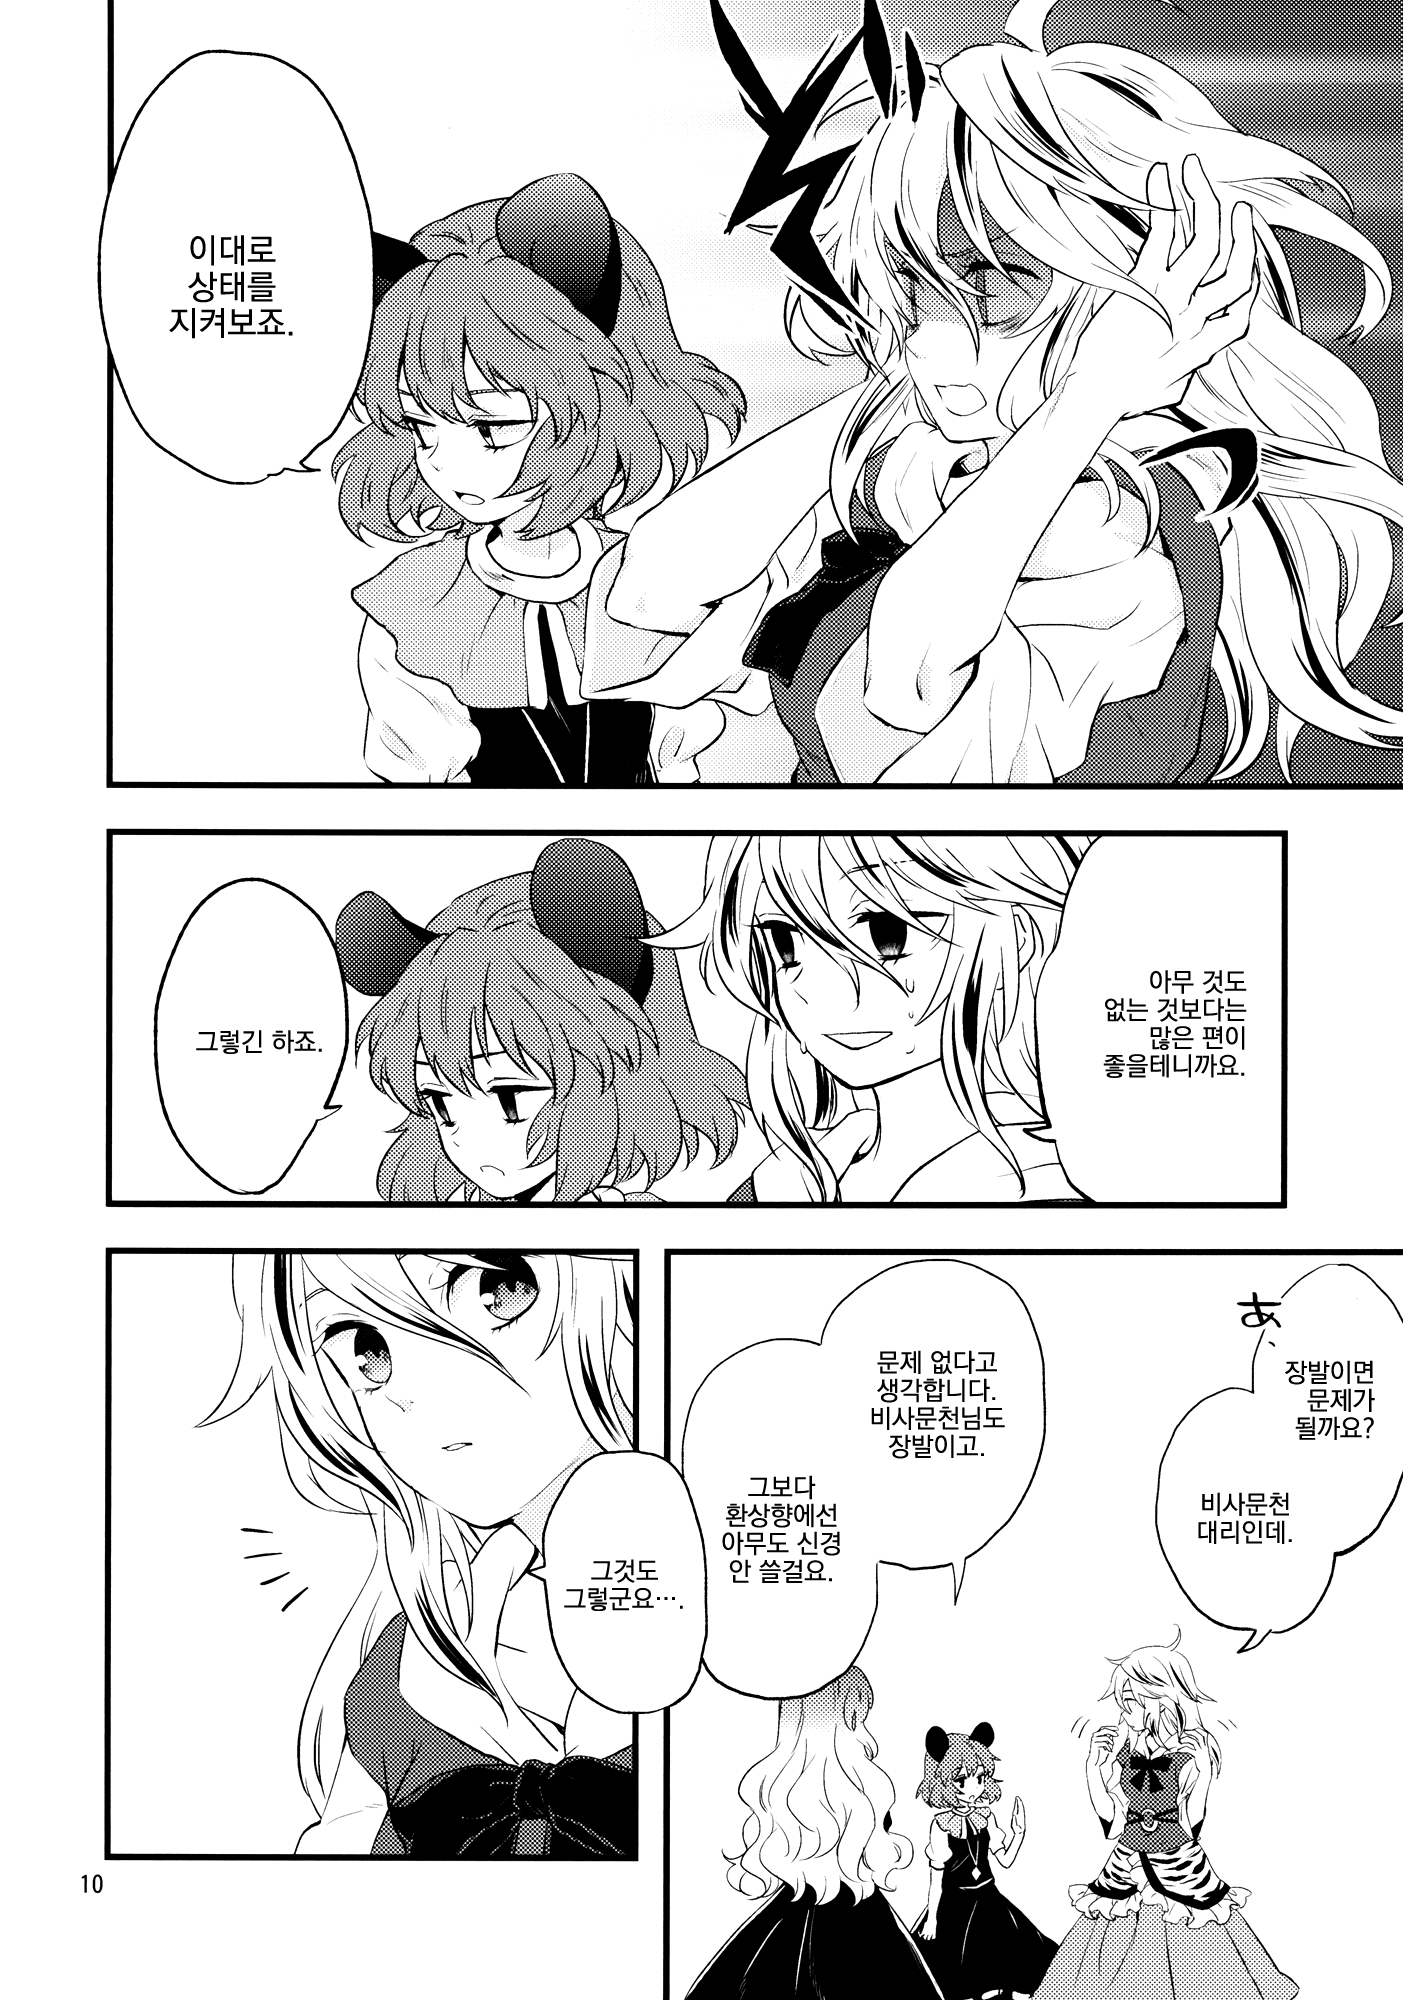 이대로
상태를
지켜보죠.
아무 것도
없는 것보다는
많은 편이
좋을테니까요.
그렇긴 하죠.
あ、
장발이면
문제가
될까요?
비사문천
대리인데.
문제 없다고
생각합니다.
비사문천님도
장발이고.
그보다
환상향에선
아무도 신경
안 쓸걸요.
그것도
그렇군요….
10